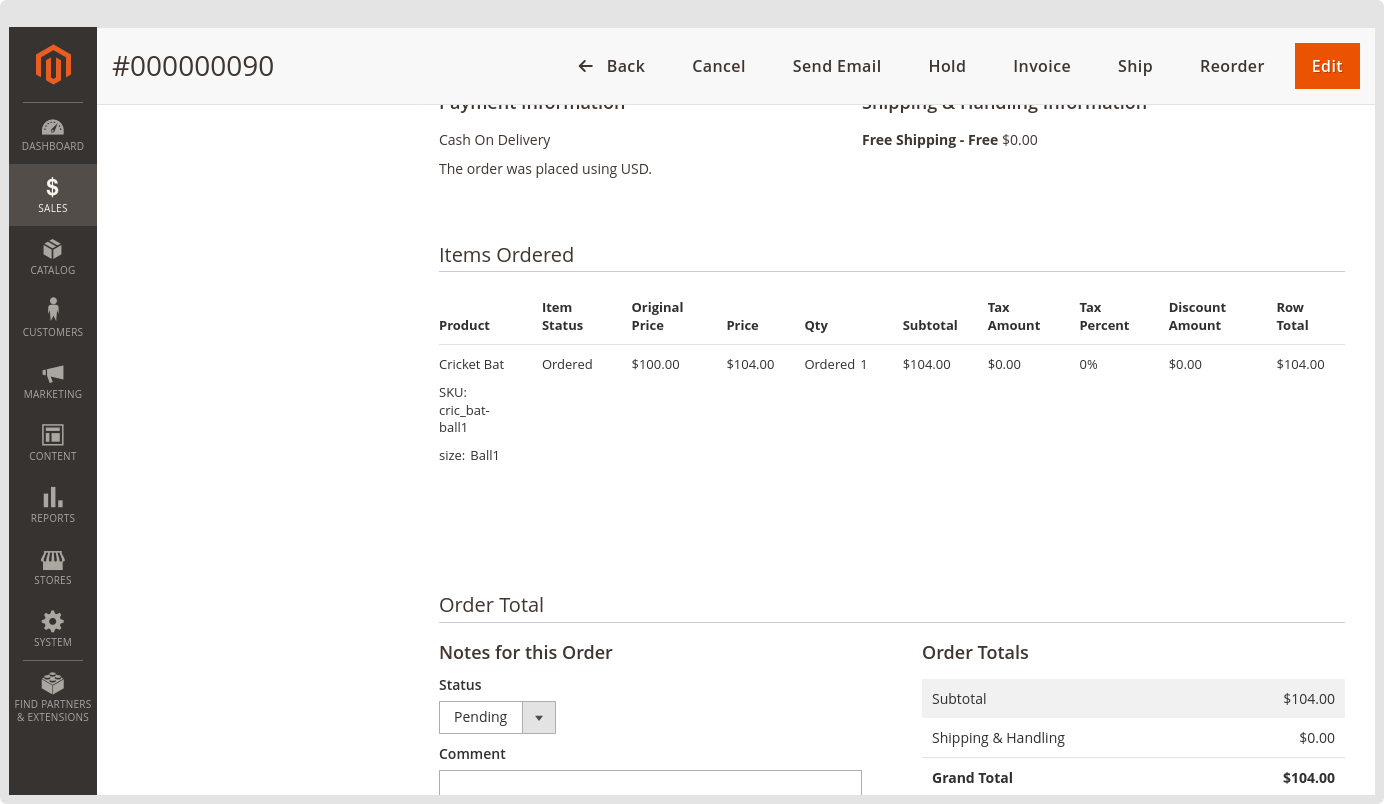 #000000090
Back
Cancel
Send Email
Hold
Invoice
Ship
Reorder
Edit
DASHBOARD
SALES
CATALOG
CUSTOMERS
MARKETING
CONTENT
REPORTS
STORES
SYSTEM
FIND PARTNERS
& EXTENSIONS
Payment Information
Shipping & Handling Information
Cash On Delivery
Free Shipping - Free $0.00
The order was placed using USD.
Items Ordered
Product
Item
Status
Original
Price
Price
Qty
Subtotal
Tax
Amount
Tax
Percent
Discount
Amount
Row
Total
Cricket Bat
Ordered
$100.00
$104.00
Ordered 1
$104.00
$0.00
0%
$0.00
$104.00
SKU:
cric_bat-
ball1
size: Ball1
Order Total
Notes for this Order
Status
Pending
Comment
Order Totals
Subtotal $104.00
Shipping & Handling $0.00
Grand Total $104.00